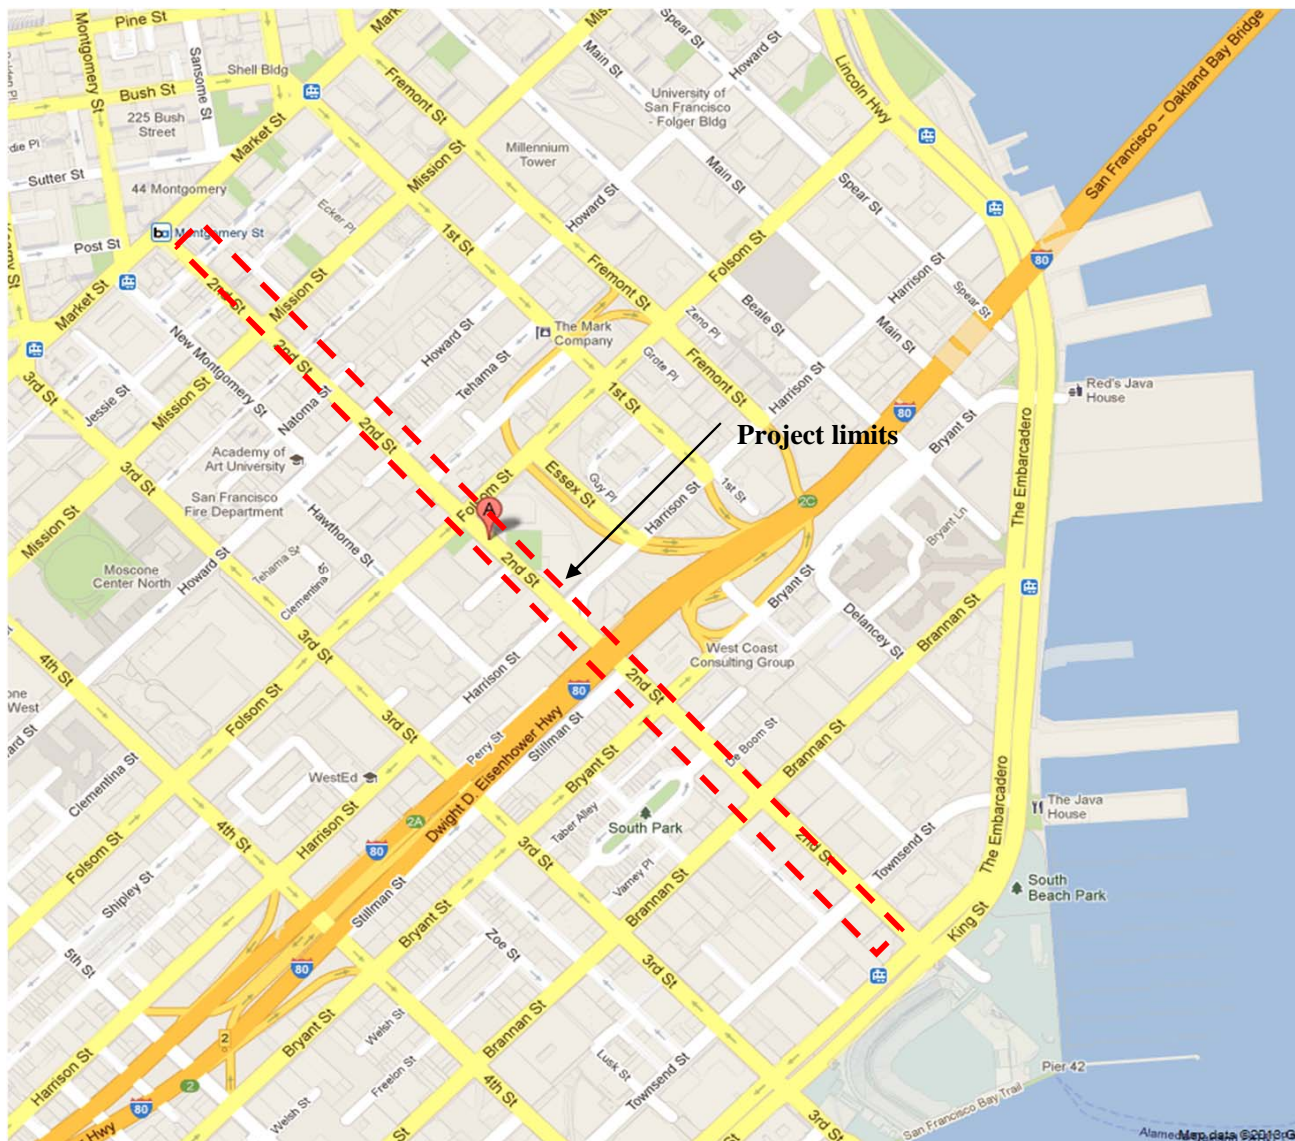 Pine St
Mark
Mis
Spear St
Howard St
Lincoln Hwy
San Francisco – Oakland Bay Bridge
Montgomery St
Sansome St
Shell Bldg
Fremont St
Main St
Bush St
225 Bush
Street
Market St
University of
San Francisco
- Folger Bldg
die Pl
Sutter St
44 Montgomery
Mission St
Millennium
Tower
Howard St
Main St
Spear St
Ecker Pl
Post St
Montgomery St
1st St
Folsom St
Harrison St
80
Market St
2nd St
Mission St
Fremont St
Spear St
Beale St
Main St
New Montgomery St
Howard St
The Mark
Company
Zeno Pl
3rd St
2nd St
Tehama St
Grote Pl
Fremont St
Harrison St
Red's Java
House
Jessie St
Mission St
Natoma St
1st St
80
Bryant St
2nd St
Project limits
The Embarcadero
Academy of
Art University
3rd St
Folsom St
Essex St
Guy Pl
1st St
San Francisco
Fire Department
A
Harrison St
2C
Mission St
Hawthorne St
Bryant Ln
Moscone
Center North
Howard St
Tehama St
Clementina St
2nd St
Bryant St
Delancey St
Brannan St
4th St
3rd St
West Coast
Consulting Group
one
West
Harrison St
80
2nd St
Folsom St
ard St
3rd St
Dwight D. Eisenhower Hwy
Perry St
Stillman St
De Boom St
Brannan St
Clementina St
WestEd
Bryant St
The Embarcadero
The Java
House
4th St
Harrison St
2A
Taber Alley
South Park
2nd St
Townsend St
Folsom St
80
3rd St
Varney Pl
South
Beach Park
Shipley St
Stillman St
Brannan St
King St
Bryant St
5th St
Zoe St
3rd St
80
2
Bryant St
Welsh St
Brannan St
Lusk St
Townsend St
Harrison St
2
Freelon St
4th St
Pier 42
80
Welsh St
3rd St
San Francisco Bay Trail
Hwy
Alamed
Map data ©2013 G